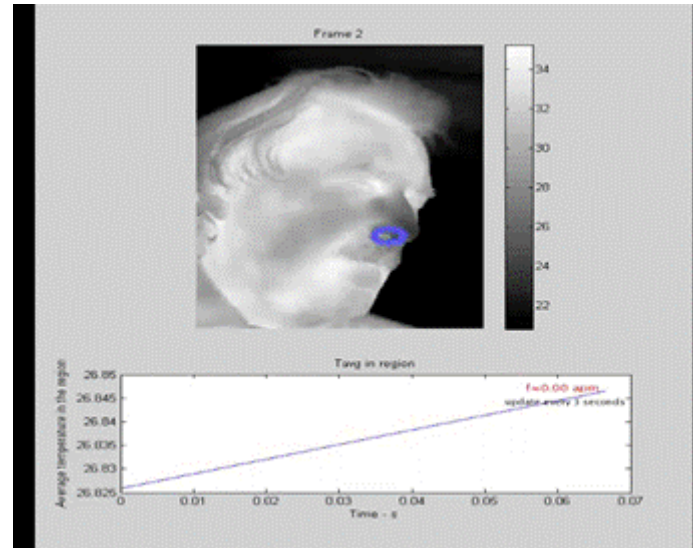 Frame 2
34
32
30
28
26
24
22
Tavg in region
Average temperature in the region
26.85
26.845
26.84
26.835
26.83
26.825
f=0.00 apm
update every 3 seconds
0 0.01 0.02 0.03 0.04 0.05 0.06 0.07
Time - s